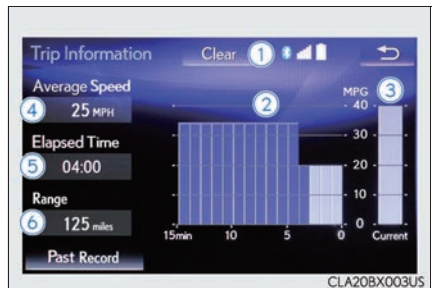 Trip Information
Clear
1
Average Speed
4
25 MPH
Elapsed Time
5
04:00
Range
6
125 miles
Past Record
2
MPG
3
40
30
20
10
0
15min 10 5 0 Current
CLA20BX003US